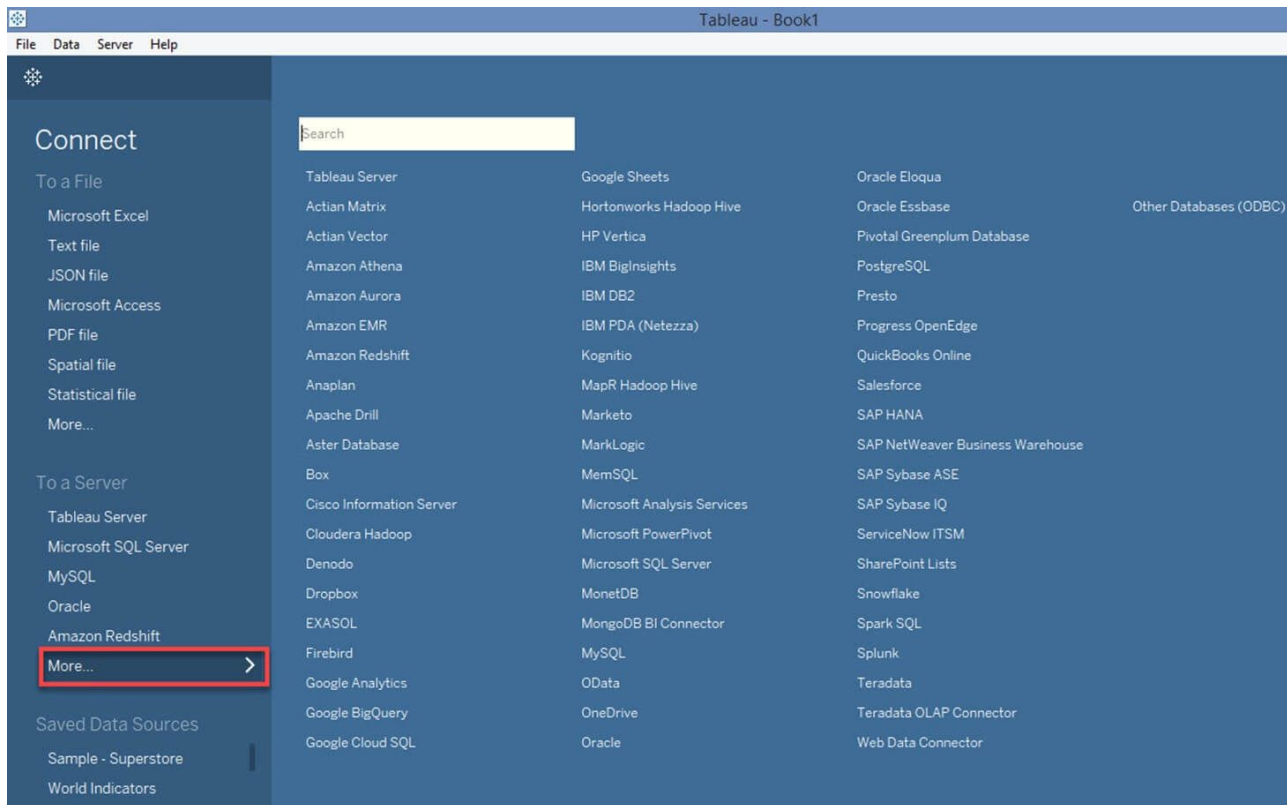 Tableau - Book1
File Data Server Help
Connect
To a File
Microsoft Excel
Text file
JSON file
Microsoft Access
PDF file
Spatial file
Statistical file
More...
To a Server
Tableau Server
Microsoft SQL Server
MySQL
Oracle
Amazon Redshift
More...
Saved Data Sources
Sample - Superstore
World Indicators
Search
Tableau Server
Actian Matrix
Actian Vector
Amazon Athena
Amazon Aurora
Amazon EMR
Amazon Redshift
Anaplan
Apache Drill
Aster Database
Box
Cisco Information Server
Cloudera Hadoop
Denodo
Dropbox
EXASOL
Firebird
Google Analytics
Google BigQuery
Google Cloud SQL
Google Sheets
Hortonworks Hadoop Hive
HP Vertica
IBM BigInsights
IBM DB2
IBM PDA (Netezza)
Kognitio
MapR Hadoop Hive
Marketo
MarkLogic
MemSQL
Microsoft Analysis Services
Microsoft PowerPivot
Microsoft SQL Server
MonetDB
MongoDB BI Connector
MySQL
OData
OneDrive
Oracle
Oracle Eloqua
Oracle Essbase
Pivotal Greenplum Database
PostgreSQL
Presto
Progress OpenEdge
QuickBooks Online
Salesforce
SAP HANA
SAP NetWeaver Business Warehouse
SAP Sybase ASE
SAP Sybase IQ
ServiceNow ITSM
SharePoint Lists
Snowflake
Spark SQL
Splunk
Teradata
Teradata OLAP Connector
Web Data Connector
Other Databases (ODBC)